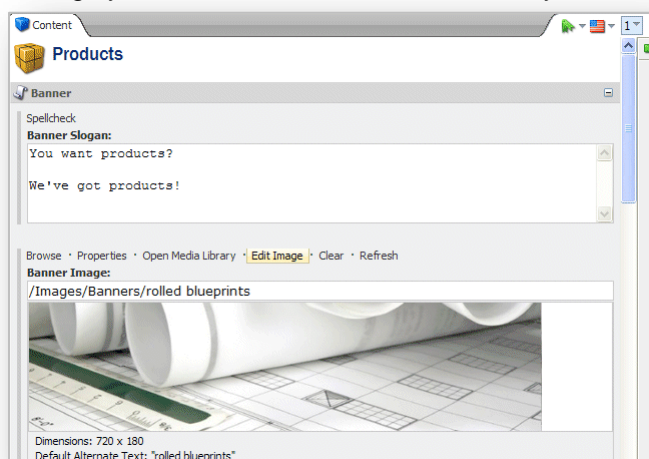 Content
1
Products
Banner
Spellcheck
Banner Slogan:
You want products?
We've got products!
Browse · Properties · Open Media Library · Edit Image · Clear · Refresh
Banner Image:
/Images/Banners/rolled blueprints
Dimensions: 720 x 180
Default Alternate Text: "rolled blueprints"